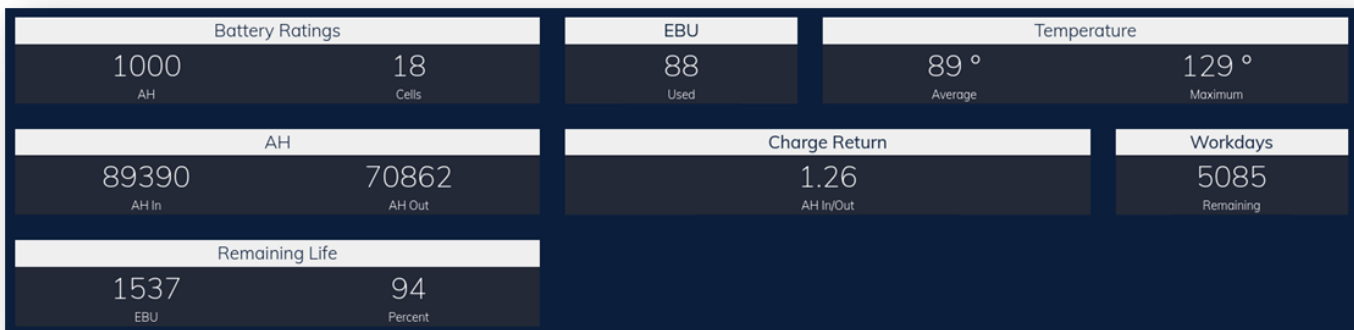 Battery Ratings EBU Temperature
1000 18 88 89 ° 129 °
AH Cells Used Average Maximum
AH Charge Return Workdays
89390 70862 1.26 5085
AH In AH Out AH In/Out Remaining
Remaining Life
1537 94
EBU Percent